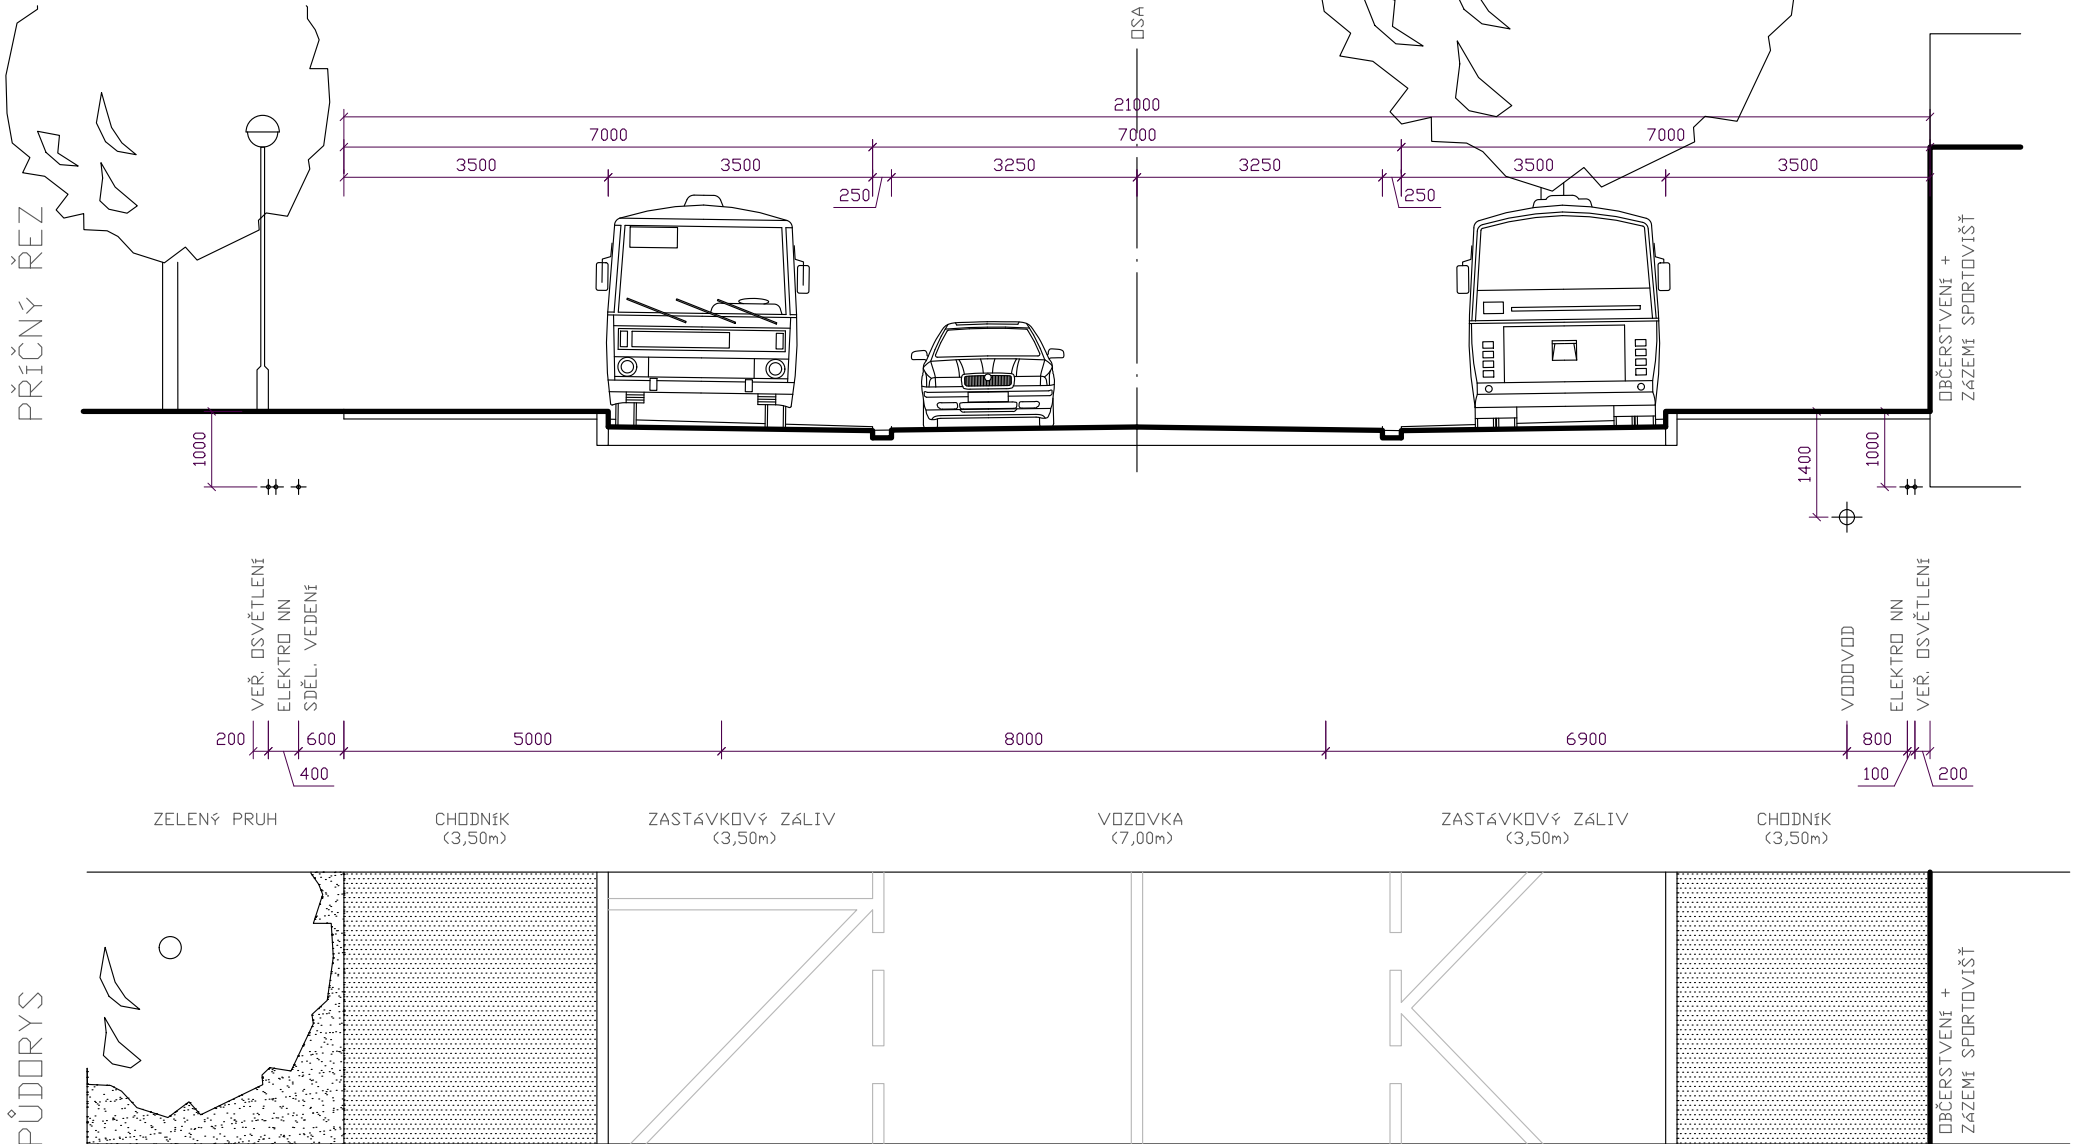 OSA
21000
7000
7000
7000
3500
3500
3250
3250
3500
3500
250
250
PŘÍČNÝ ŘEZ
OBČERSTVENÍ +
ZÁZEMÍ SPORTOVIŠŤ
1000
1400
1000
VEŘ. OSVĚTLENÍ
ELEKTRO NN
SDĚL. VEDENÍ
VODOVOD
ELEKTRO NN
VEŘ. OSVĚTLENÍ
200
600
5000
8000
6900
800
400
100
200
ZELENÝ PRUH
CHODNÍK
(3,50m)
ZASTÁVKOVÝ ZÁLIV
(3,50m)
VOZOVKA
(7,00m)
ZASTÁVKOVÝ ZÁLIV
(3,50m)
CHODNÍK
(3,50m)
PŮDORYS
OBČERSTVENÍ +
ZÁZEMÍ SPORTOVIŠŤ